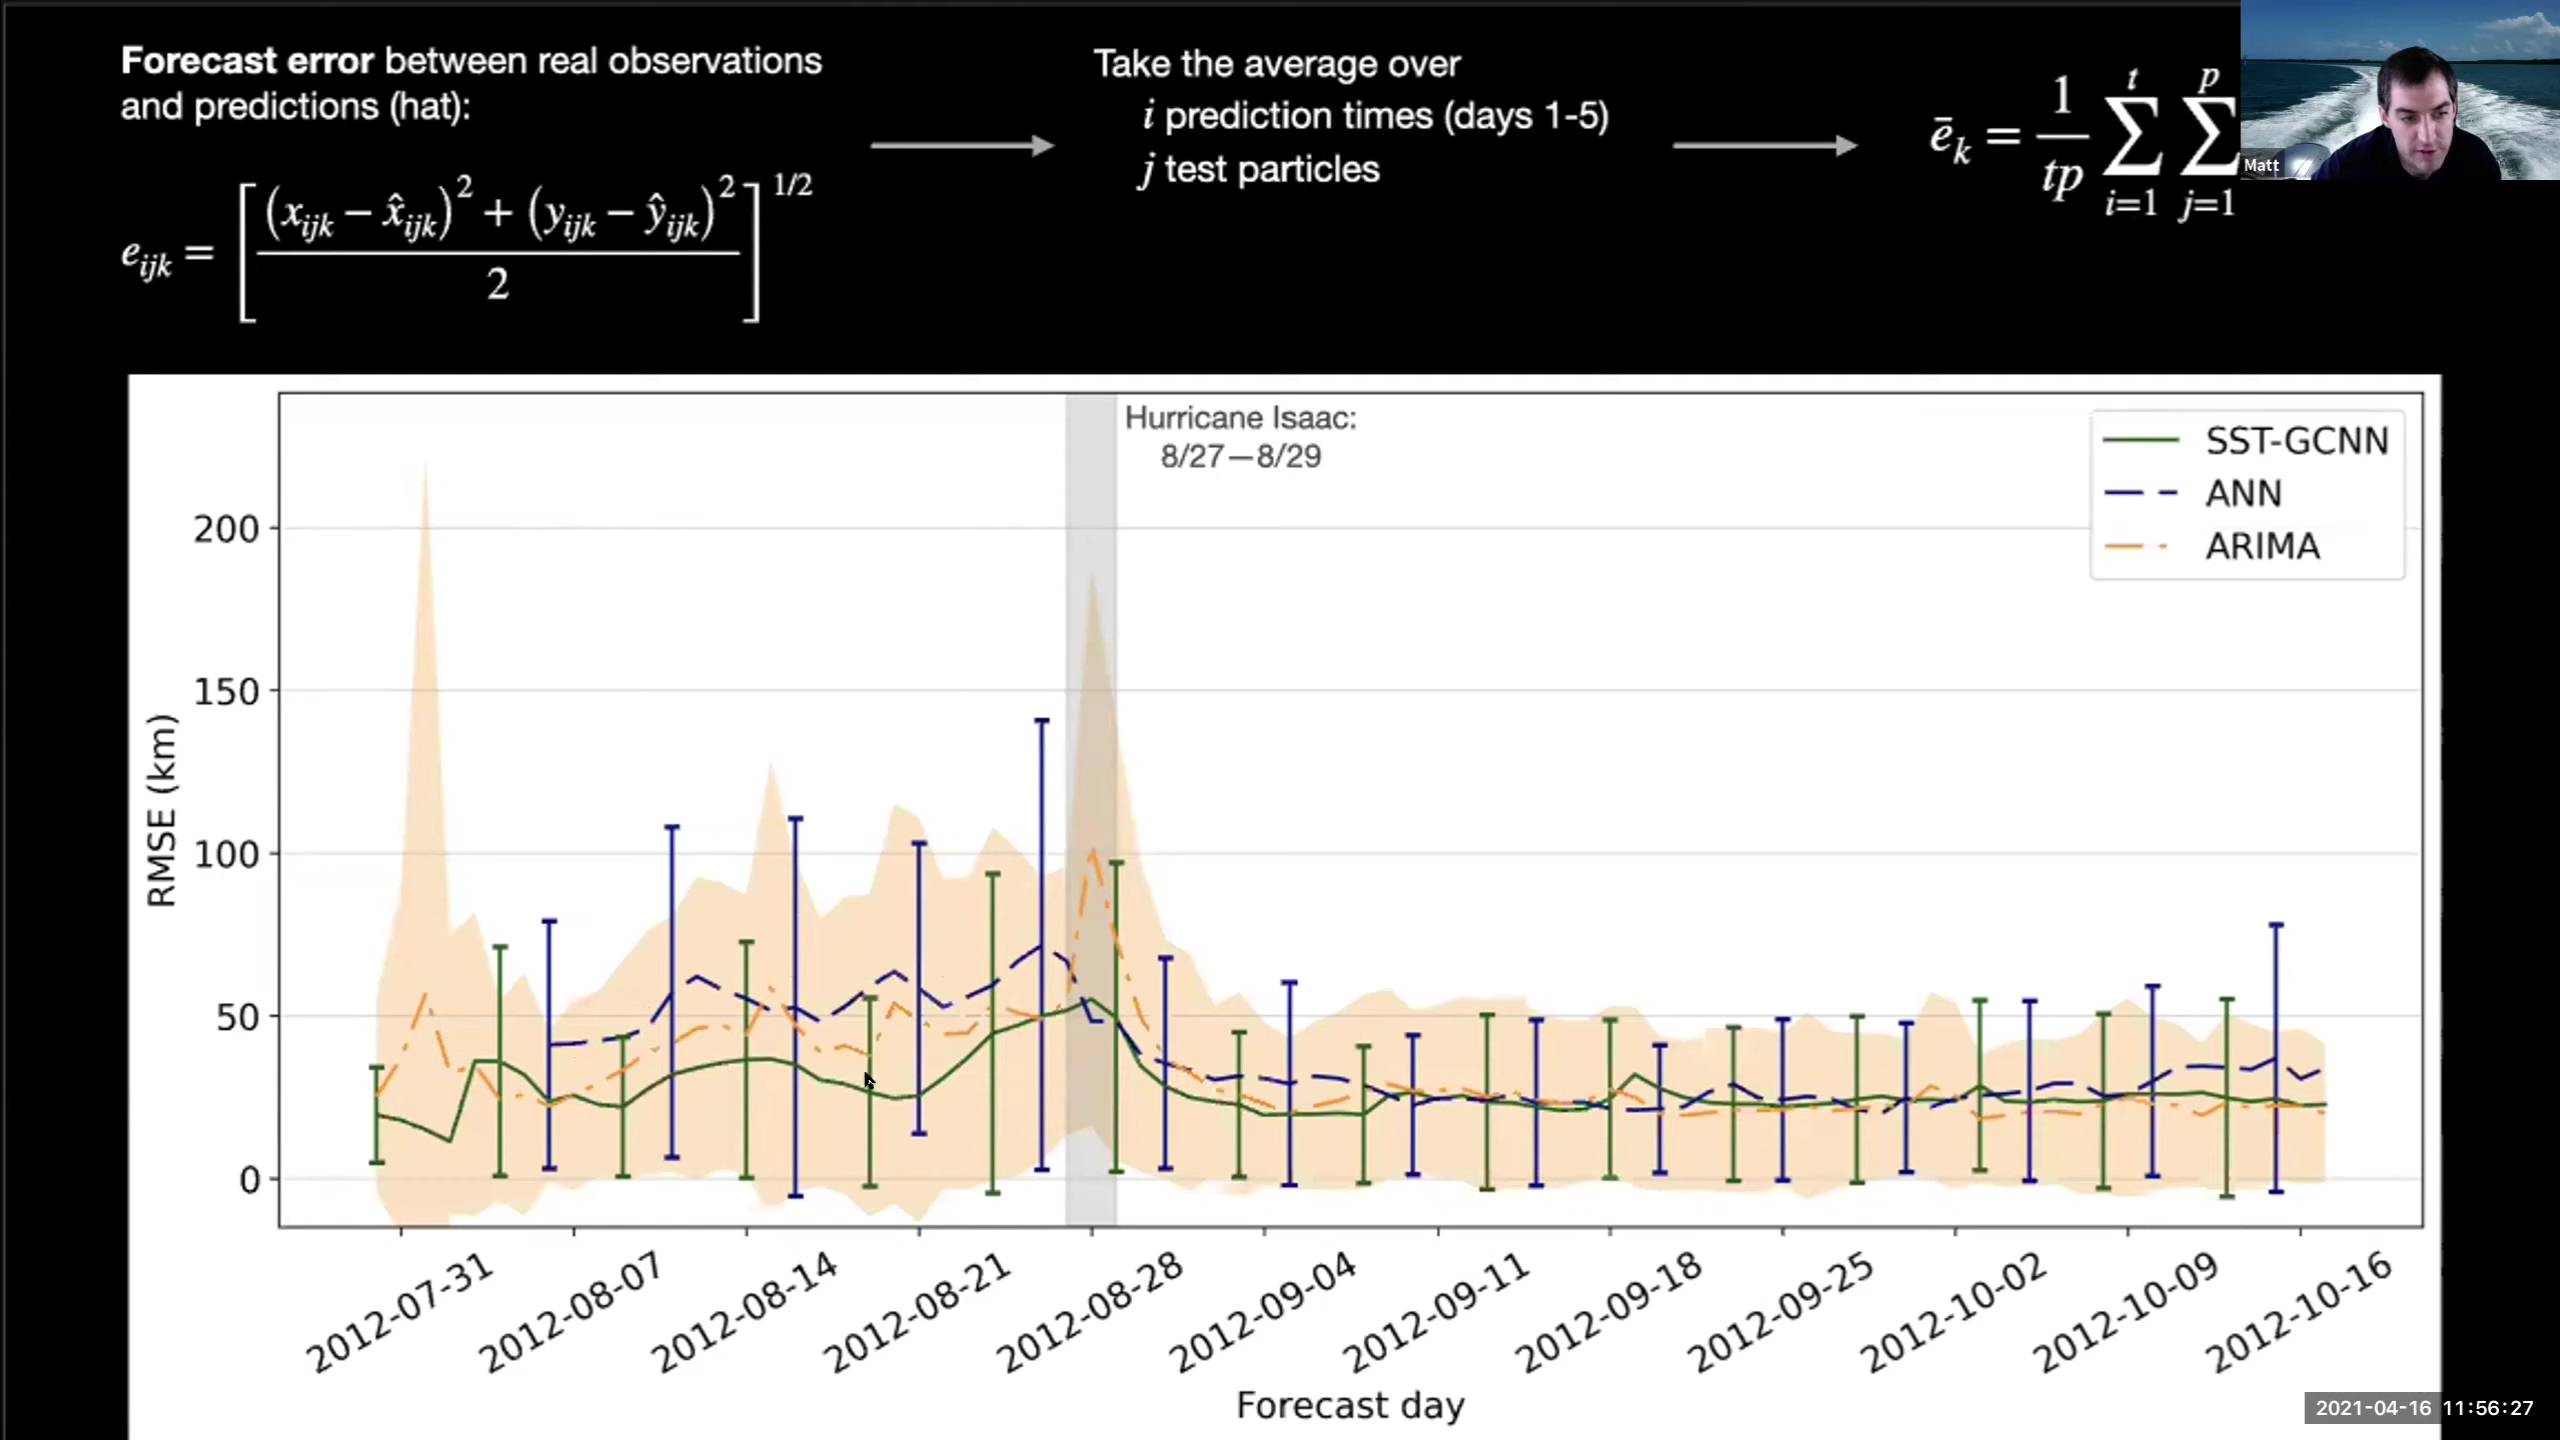 Forecast error between real observations
and predictions (hat):
e_ijk = [ ( (x_ijk − x̂_ijk)² + (y_ijk − ŷ_ijk)² ) / 2 ]^1/2
Take the average over
i prediction times (days 1-5)
j test particles
ē_k = 1/tp ∑_{i=1}^{t} ∑_{j=1}^{p}
Matt
Hurricane Isaac:
8/27—8/29
SST-GCNN
ANN
ARIMA
RMSE (km)
200
150
100
50
0
2012-07-31
2012-08-07
2012-08-14
2012-08-21
2012-08-28
2012-09-04
2012-09-11
2012-09-18
2012-09-25
2012-10-02
2012-10-09
2012-10-16
Forecast day
2021-04-16 11:56:27